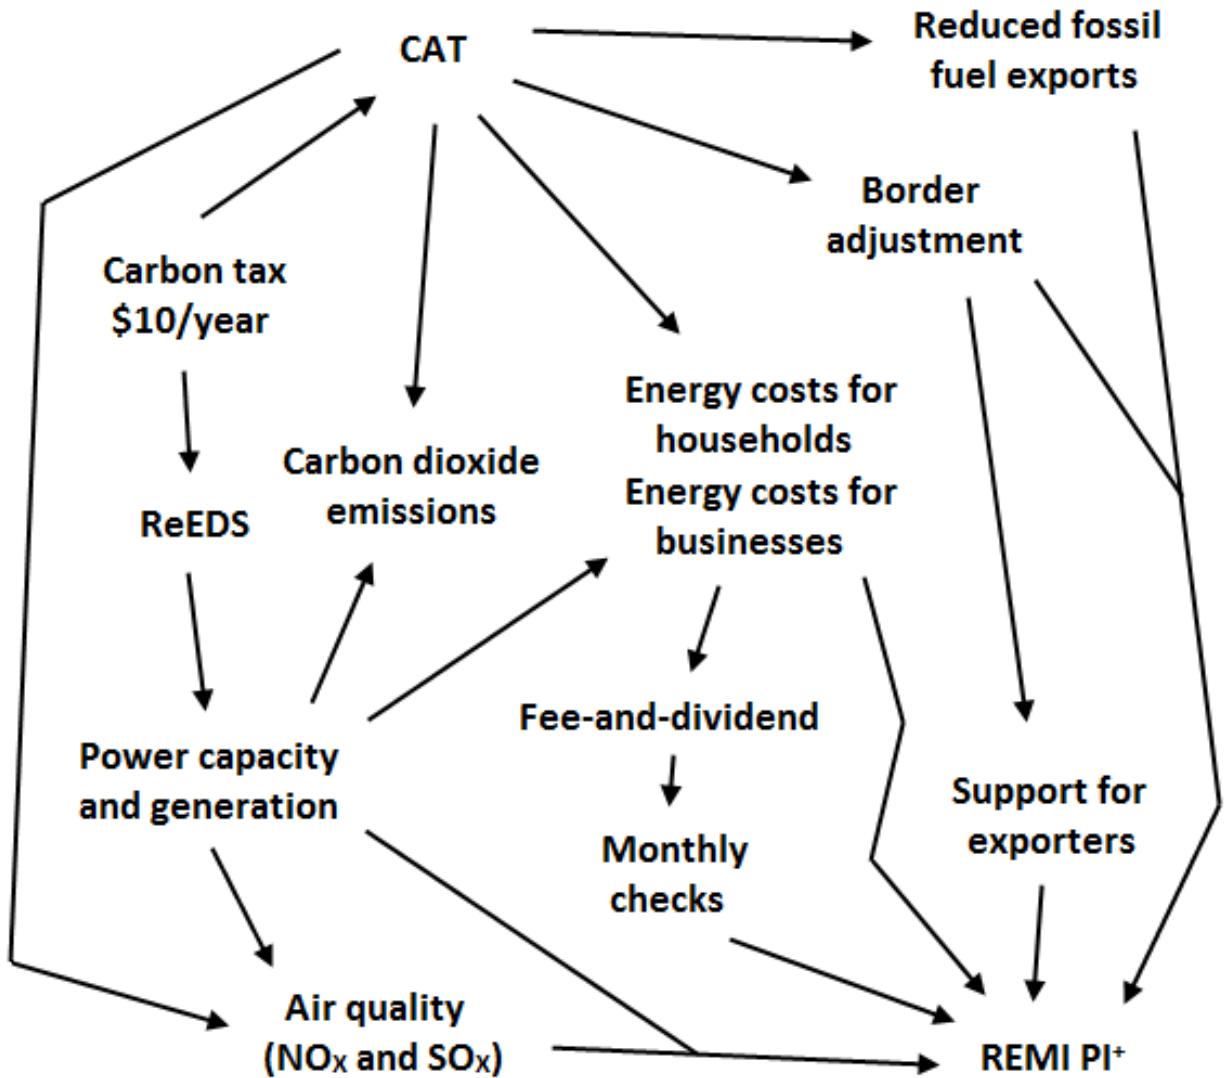 CAT
Reduced fossil
fuel exports
Border
adjustment
Carbon tax
$10/year
Energy costs for
households
Energy costs for
businesses
Carbon dioxide
emissions
ReEDS
Fee-and-dividend
Power capacity
and generation
Support for
exporters
Monthly
checks
Air quality
(NOₓ and SOₓ)
REMI PI⁺